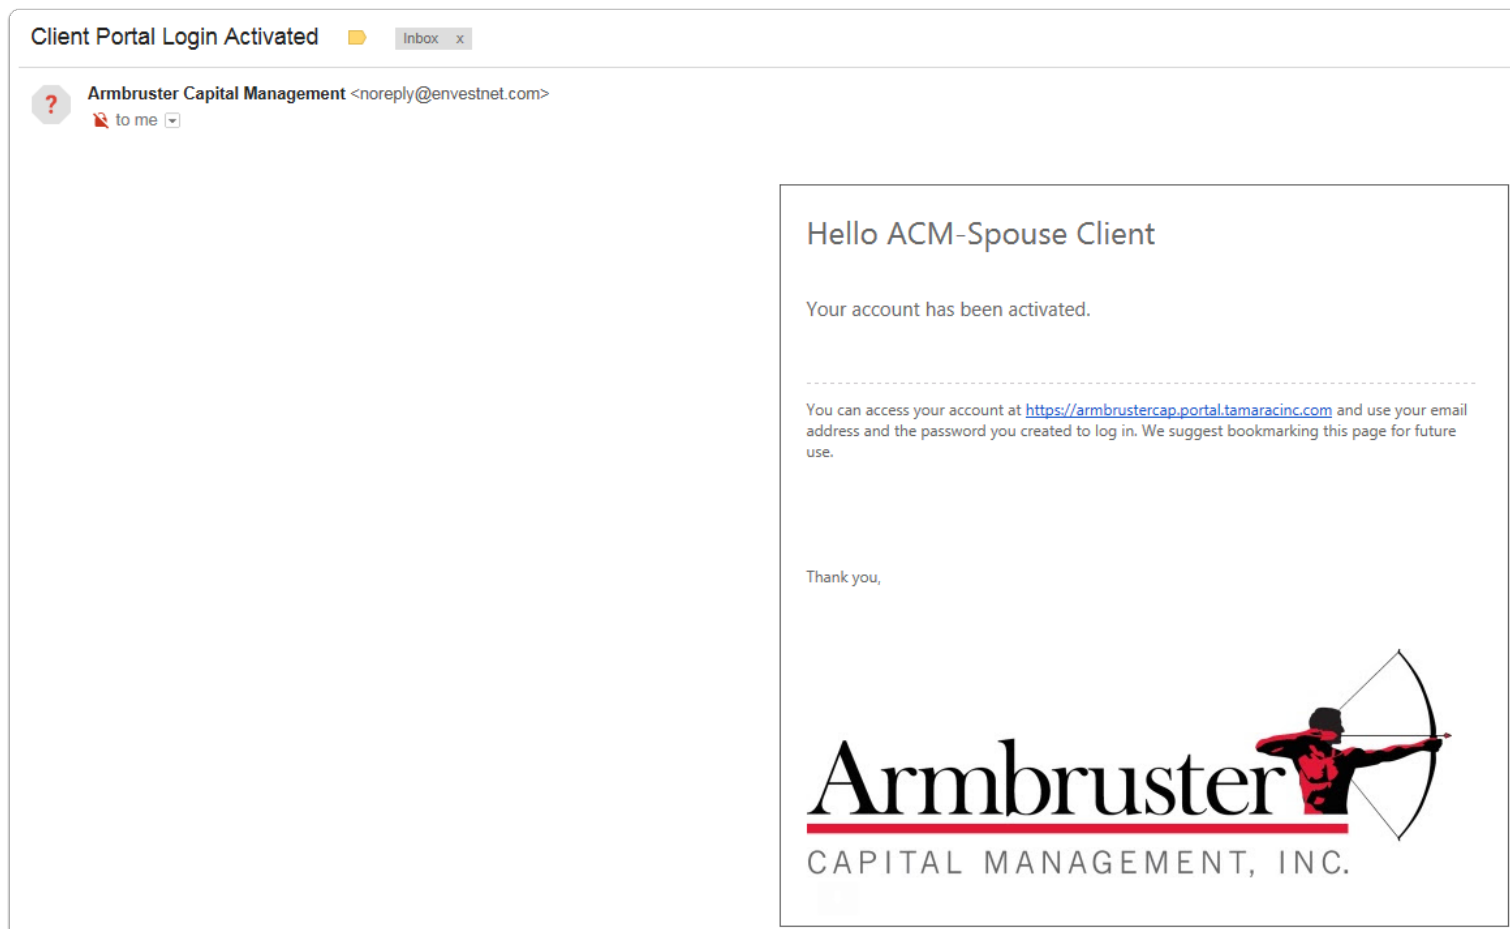 Client Portal Login Activated
Inbox x
Armbruster Capital Management <noreply@envestnet.com>
?
to me
Hello ACM-Spouse Client
Your account has been activated.
You can access your account at https://armbrustercap.portal.tamaracinc.com and use your email
address and the password you created to log in. We suggest bookmarking this page for future
use.
Thank you,
Armbruster
CAPITAL MANAGEMENT, INC.